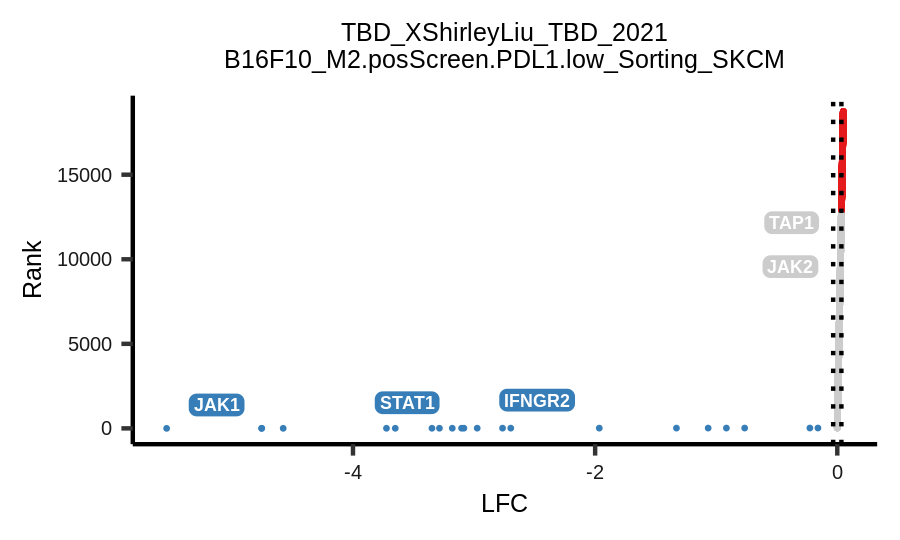 TBD_XShirleyLiu_TBD_2021
B16F10_M2.posScreen.PDL1.low_Sorting_SKCM
15000
10000
5000
0
Rank
TAP1
JAK2
JAK1
STAT1
IFNGR2
-4
-2
0
LFC